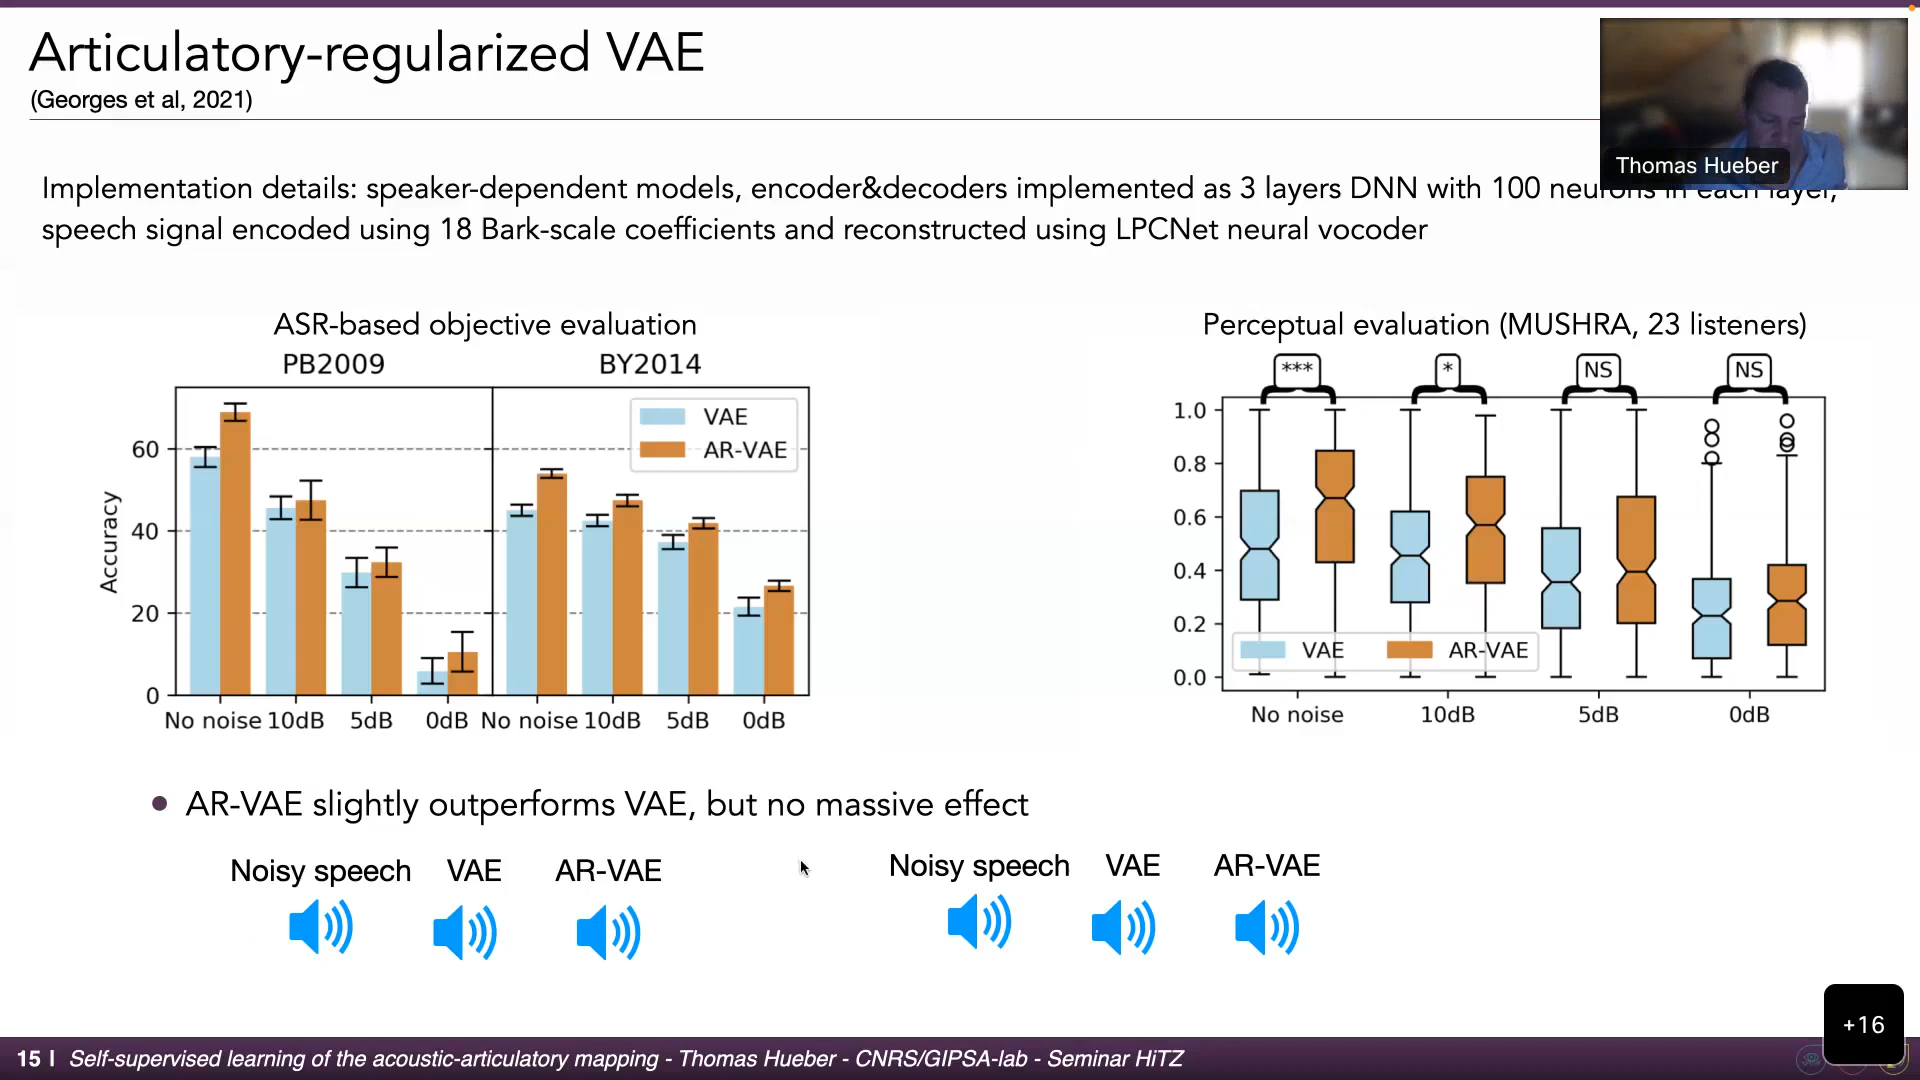 Articulatory-regularized VAE
(Georges et al, 2021)
Thomas Hueber
Implementation details: speaker-dependent models, encoder&decoders implemented as 3 layers DNN with 100 neurons in each layer,
speech signal encoded using 18 Bark-scale coefficients and reconstructed using LPCNet neural vocoder
ASR-based objective evaluation
PB2009
BY2014
VAE
AR-VAE
Accuracy
60
40
20
0
No noise 10dB 5dB 0dB No noise 10dB 5dB 0dB
Perceptual evaluation (MUSHRA, 23 listeners)
*** * NS NS
1.0
0.8
0.6
0.4
0.2
0.0
VAE AR-VAE
No noise 10dB 5dB 0dB
• AR-VAE slightly outperforms VAE, but no massive effect
Noisy speech VAE AR-VAE
Noisy speech VAE AR-VAE
+16
15 | Self-supervised learning of the acoustic-articulatory mapping - Thomas Hueber - CNRS/GIPSA-lab - Seminar HiTZ